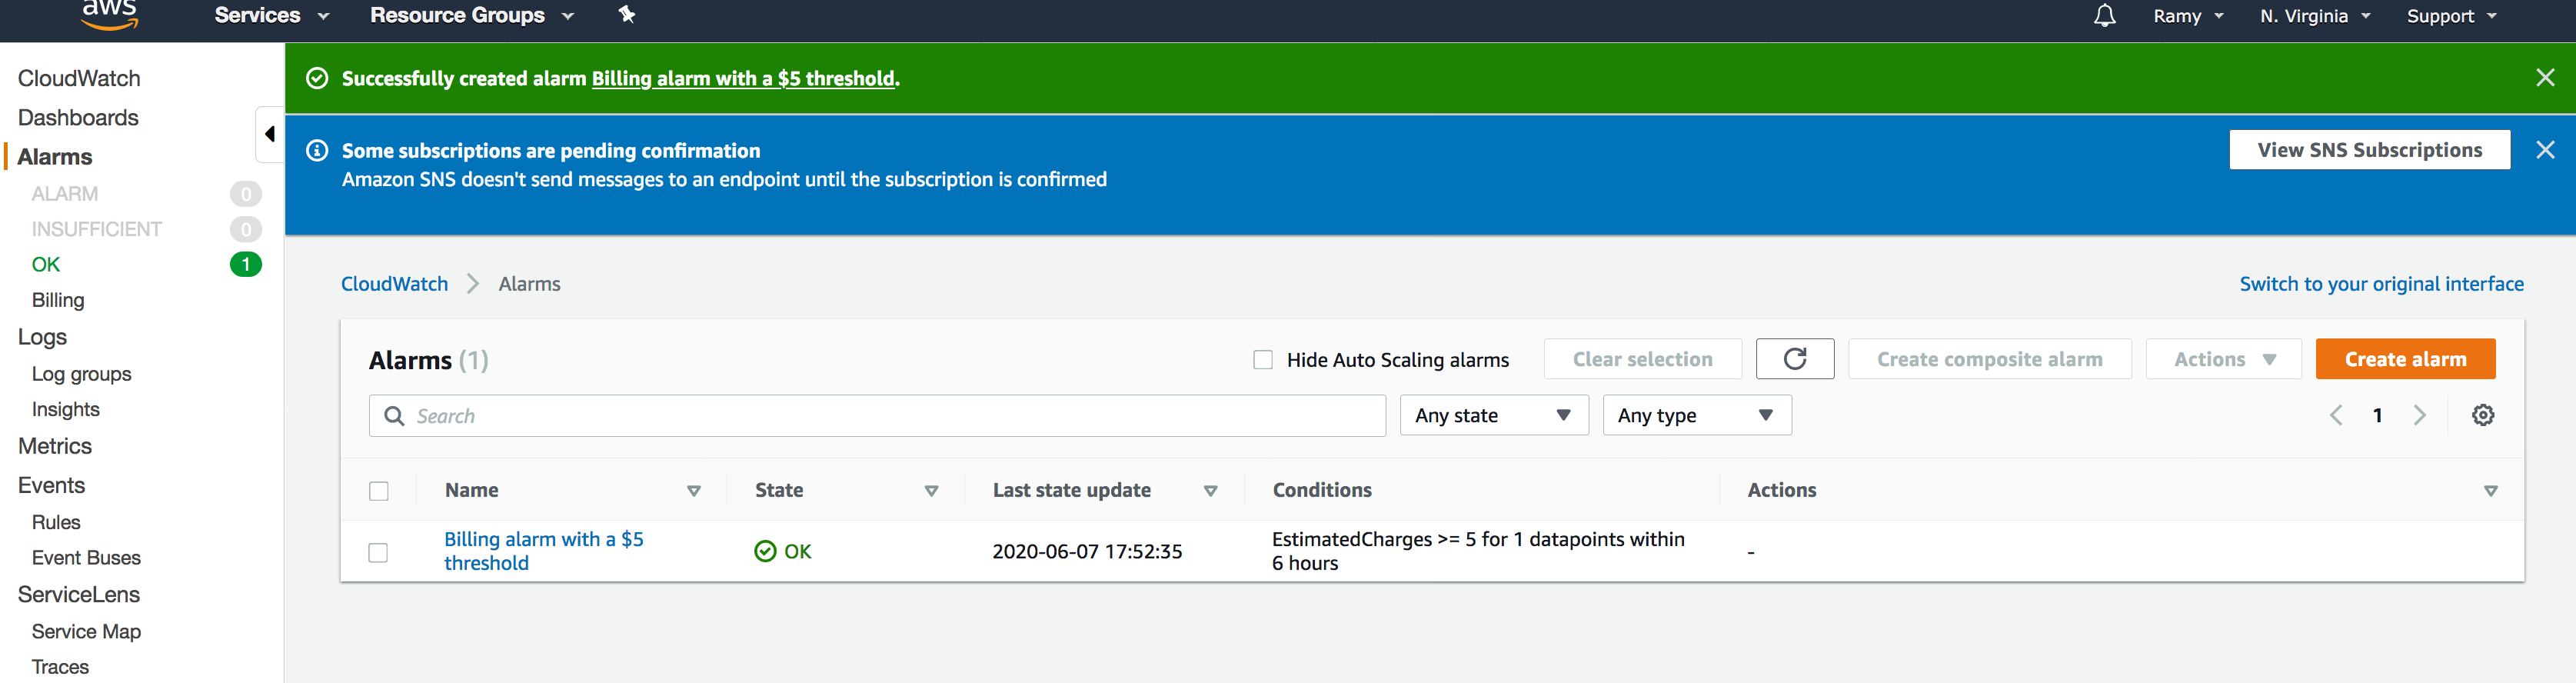 aws Services Resource Groups Ramy N. Virginia Support
CloudWatch
Dashboards
Alarms
ALARM 0
INSUFFICIENT 0
OK 1
Billing
Logs
Log groups
Insights
Metrics
Events
Rules
Event Buses
ServiceLens
Service Map
Traces
Successfully created alarm Billing alarm with a $5 threshold.
Some subscriptions are pending confirmation
Amazon SNS doesn't send messages to an endpoint until the subscription is confirmed
View SNS Subscriptions
CloudWatch Alarms
Switch to your original interface
Alarms (1)
Hide Auto Scaling alarms Clear selection Create composite alarm Actions Create alarm
Search Any state Any type 1
Name State Last state update Conditions Actions
Billing alarm with a $5
threshold
OK
2020-06-07 17:52:35
EstimatedCharges >= 5 for 1 datapoints within
6 hours
-